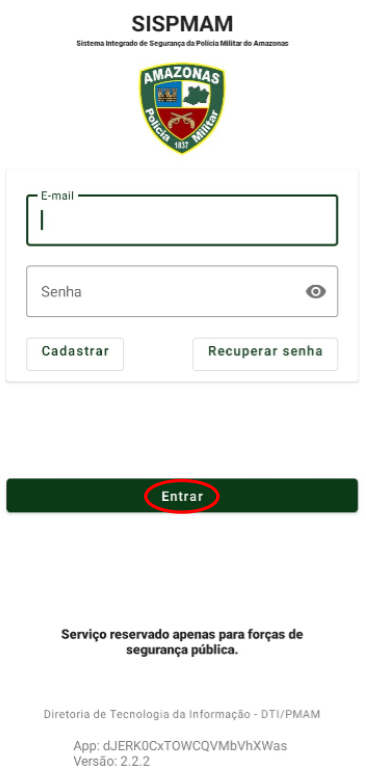 SISPMAM
Sistema Integrado de Segurança da Polícia Militar do Amazonas
AMAZONAS
Polícia Militar
1837
E-mail
Senha
Cadastrar
Recuperar senha
Entrar
Serviço reservado apenas para forças de
segurança pública.
Diretoria de Tecnologia da Informação - DTI/PMAM
App: dJERK0CxTOWCQVMbVhXWas
Versão: 2.2.2